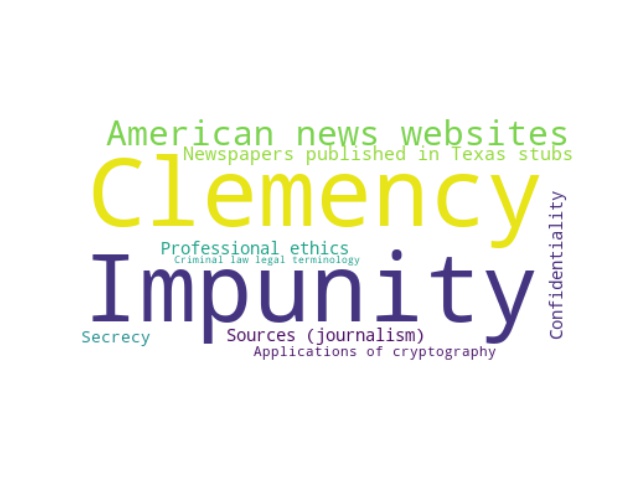 American news websites
Newspapers published in Texas stubs
Clemency
Confidentiality
Professional ethics
Criminal law legal terminology
Impunity
Secrecy
Sources (journalism)
Applications of cryptography